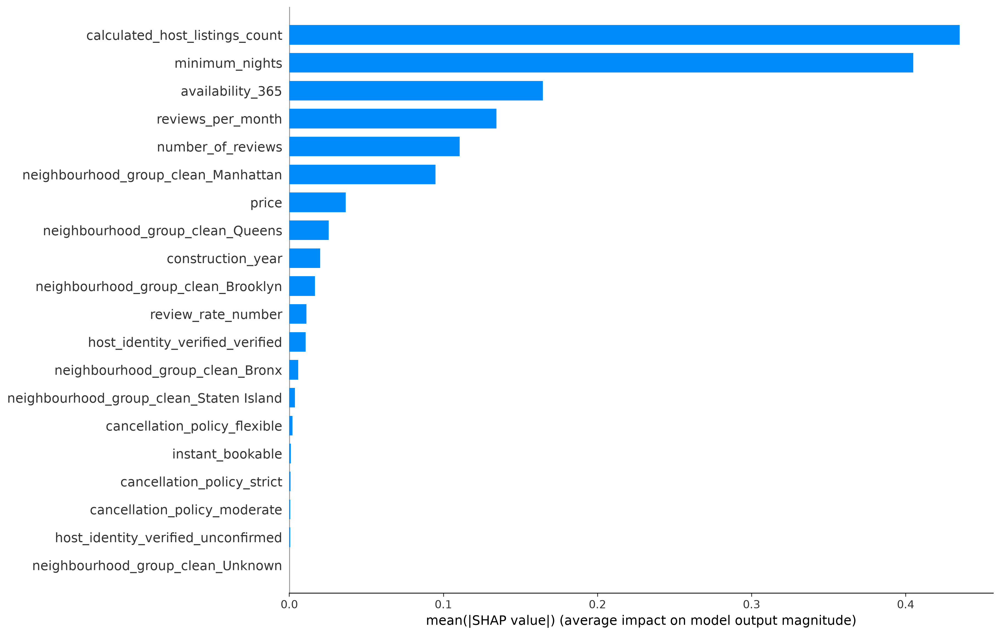 calculated_host_listings_count
minimum_nights
availability_365
reviews_per_month
number_of_reviews
neighbourhood_group_clean_Manhattan
price
neighbourhood_group_clean_Queens
construction_year
neighbourhood_group_clean_Brooklyn
review_rate_number
host_identity_verified_verified
neighbourhood_group_clean_Bronx
neighbourhood_group_clean_Staten Island
cancellation_policy_flexible
instant_bookable
cancellation_policy_strict
cancellation_policy_moderate
host_identity_verified_unconfirmed
neighbourhood_group_clean_Unknown
0.0 0.1 0.2 0.3 0.4
mean(|SHAP value|) (average impact on model output magnitude)